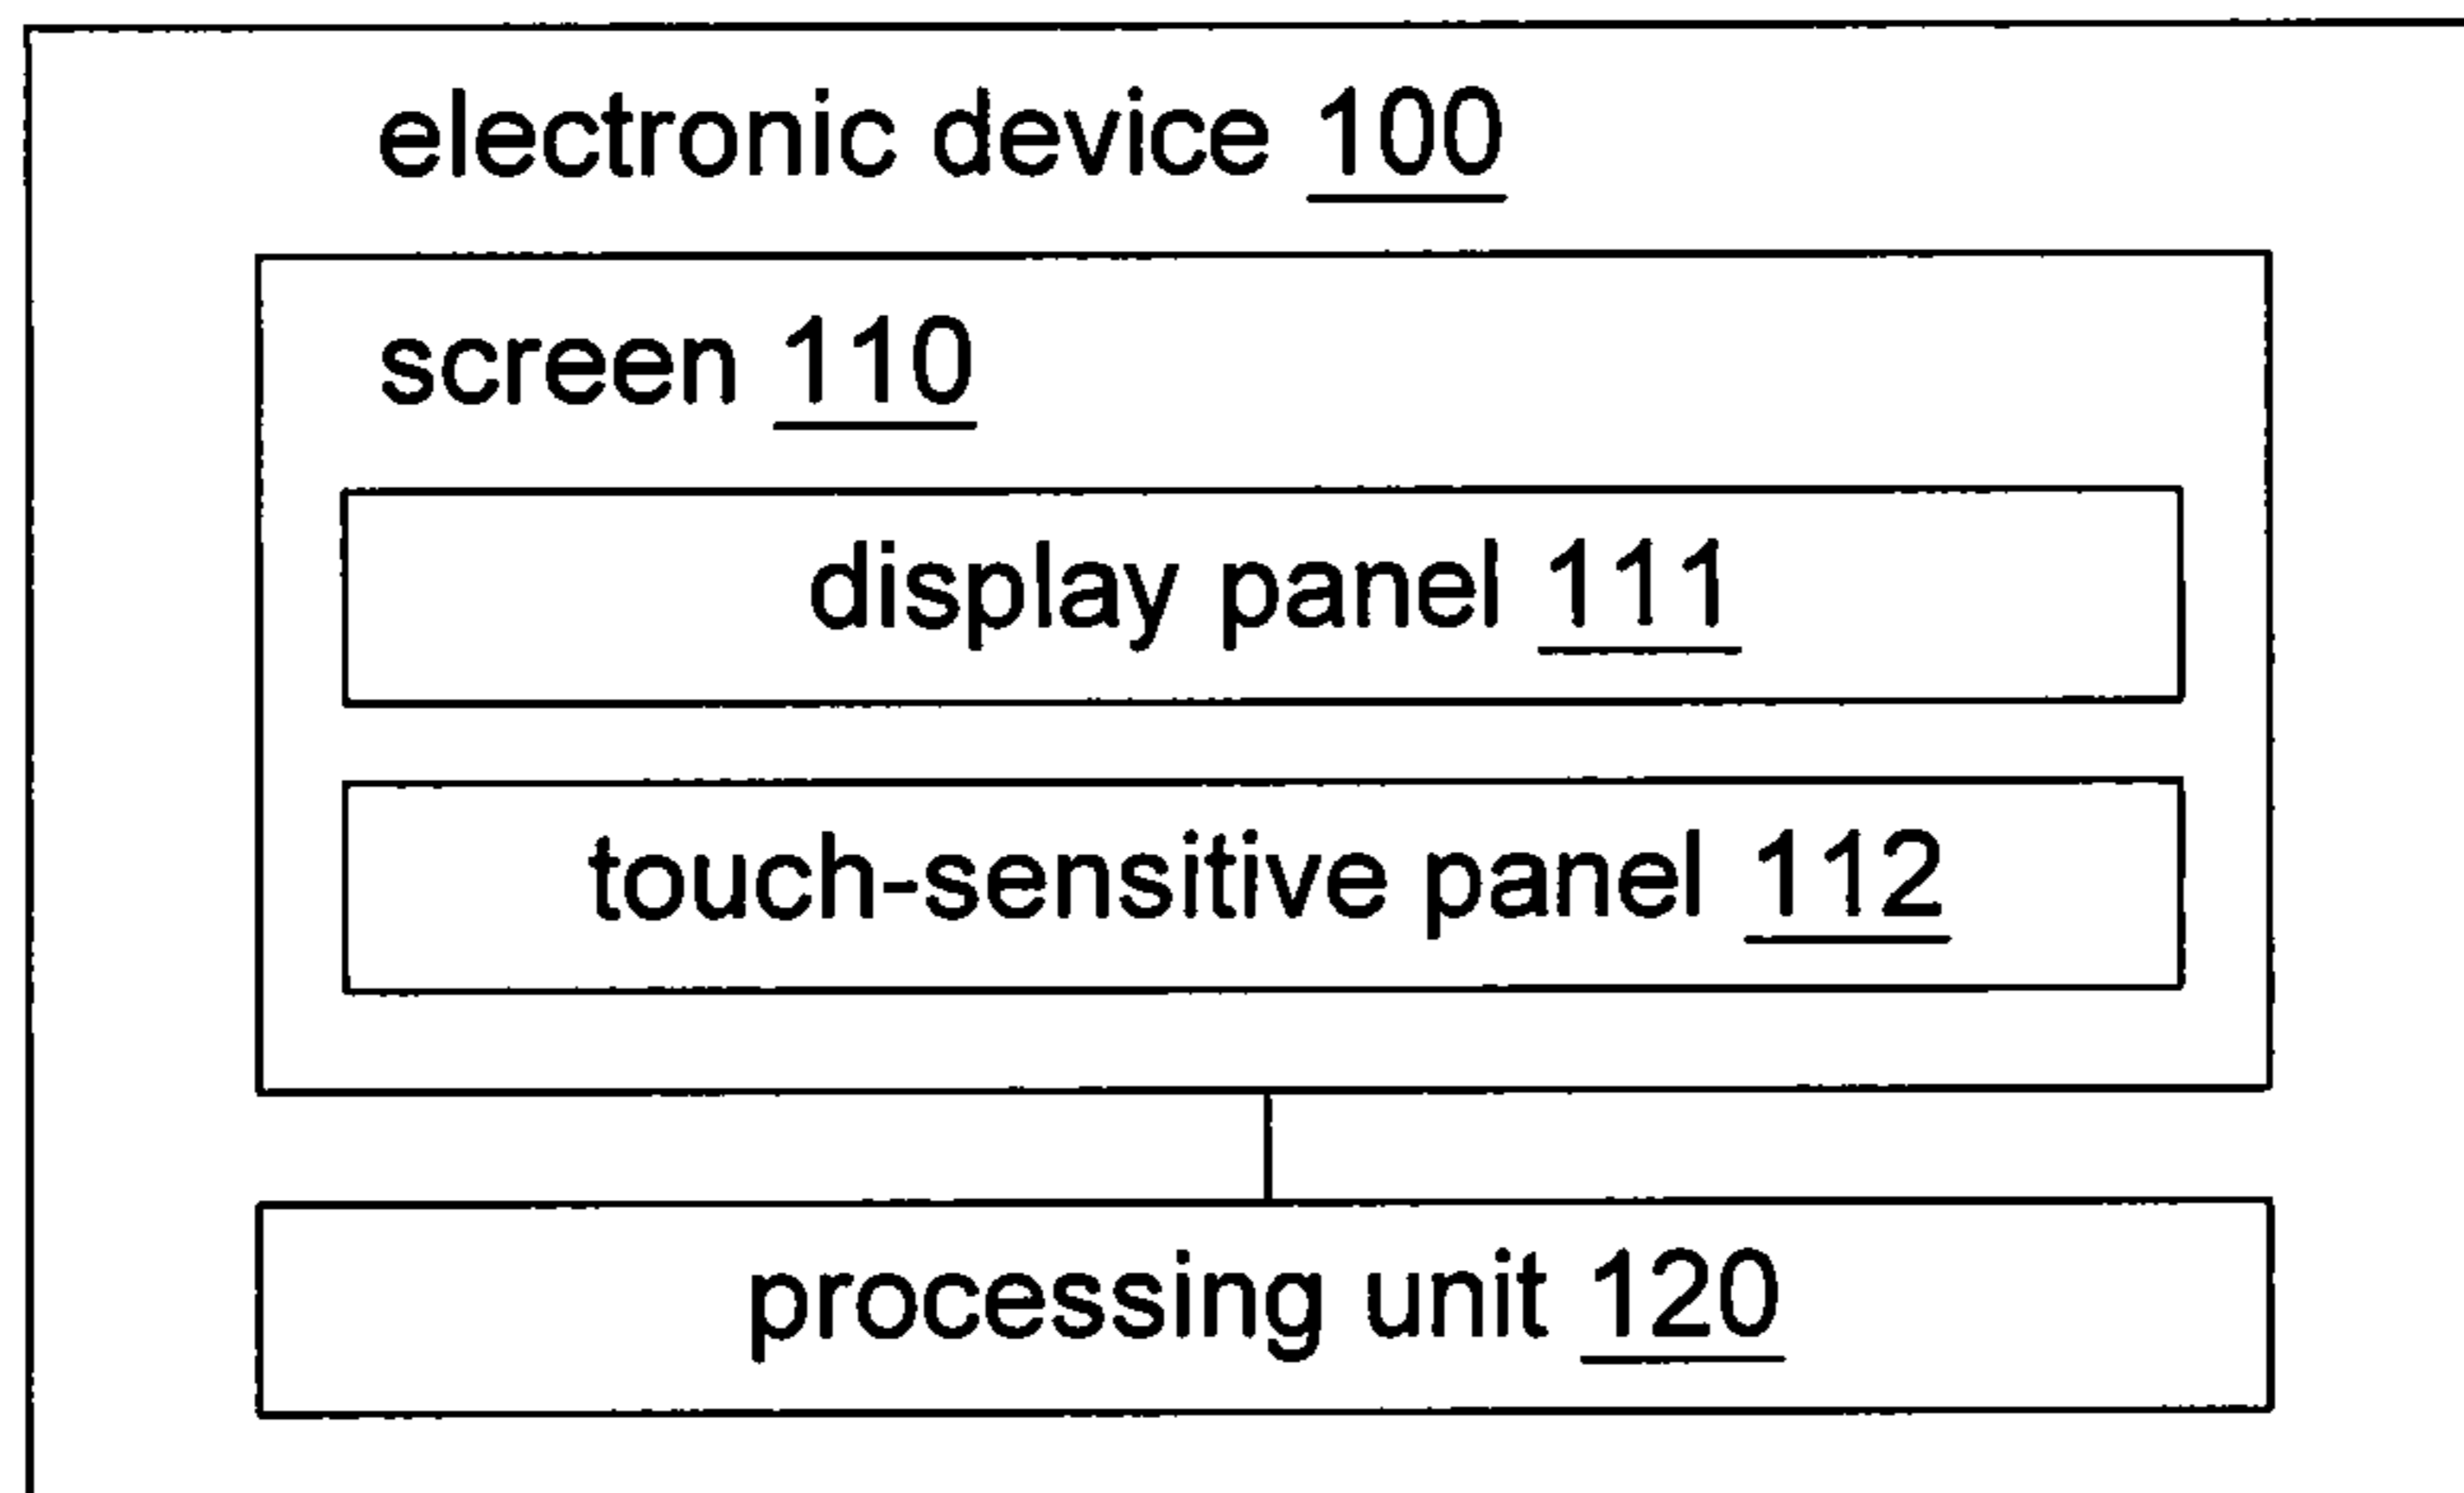 electronic device 100
screen 110
display panel 111
touch-sensitive panel 112
processing unit 120